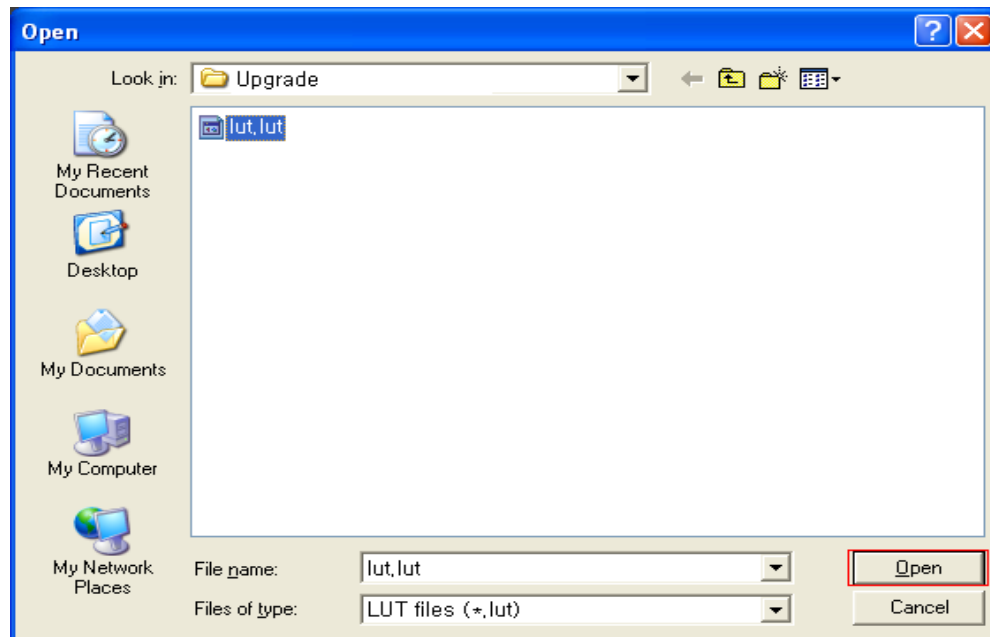 Open
Look in: Upgrade
lut,lut
My Recent
Documents
Desktop
My Documents
My Computer
My Network
Places
File name: lut,lut Open
Files of type: LUT files (*,lut) Cancel